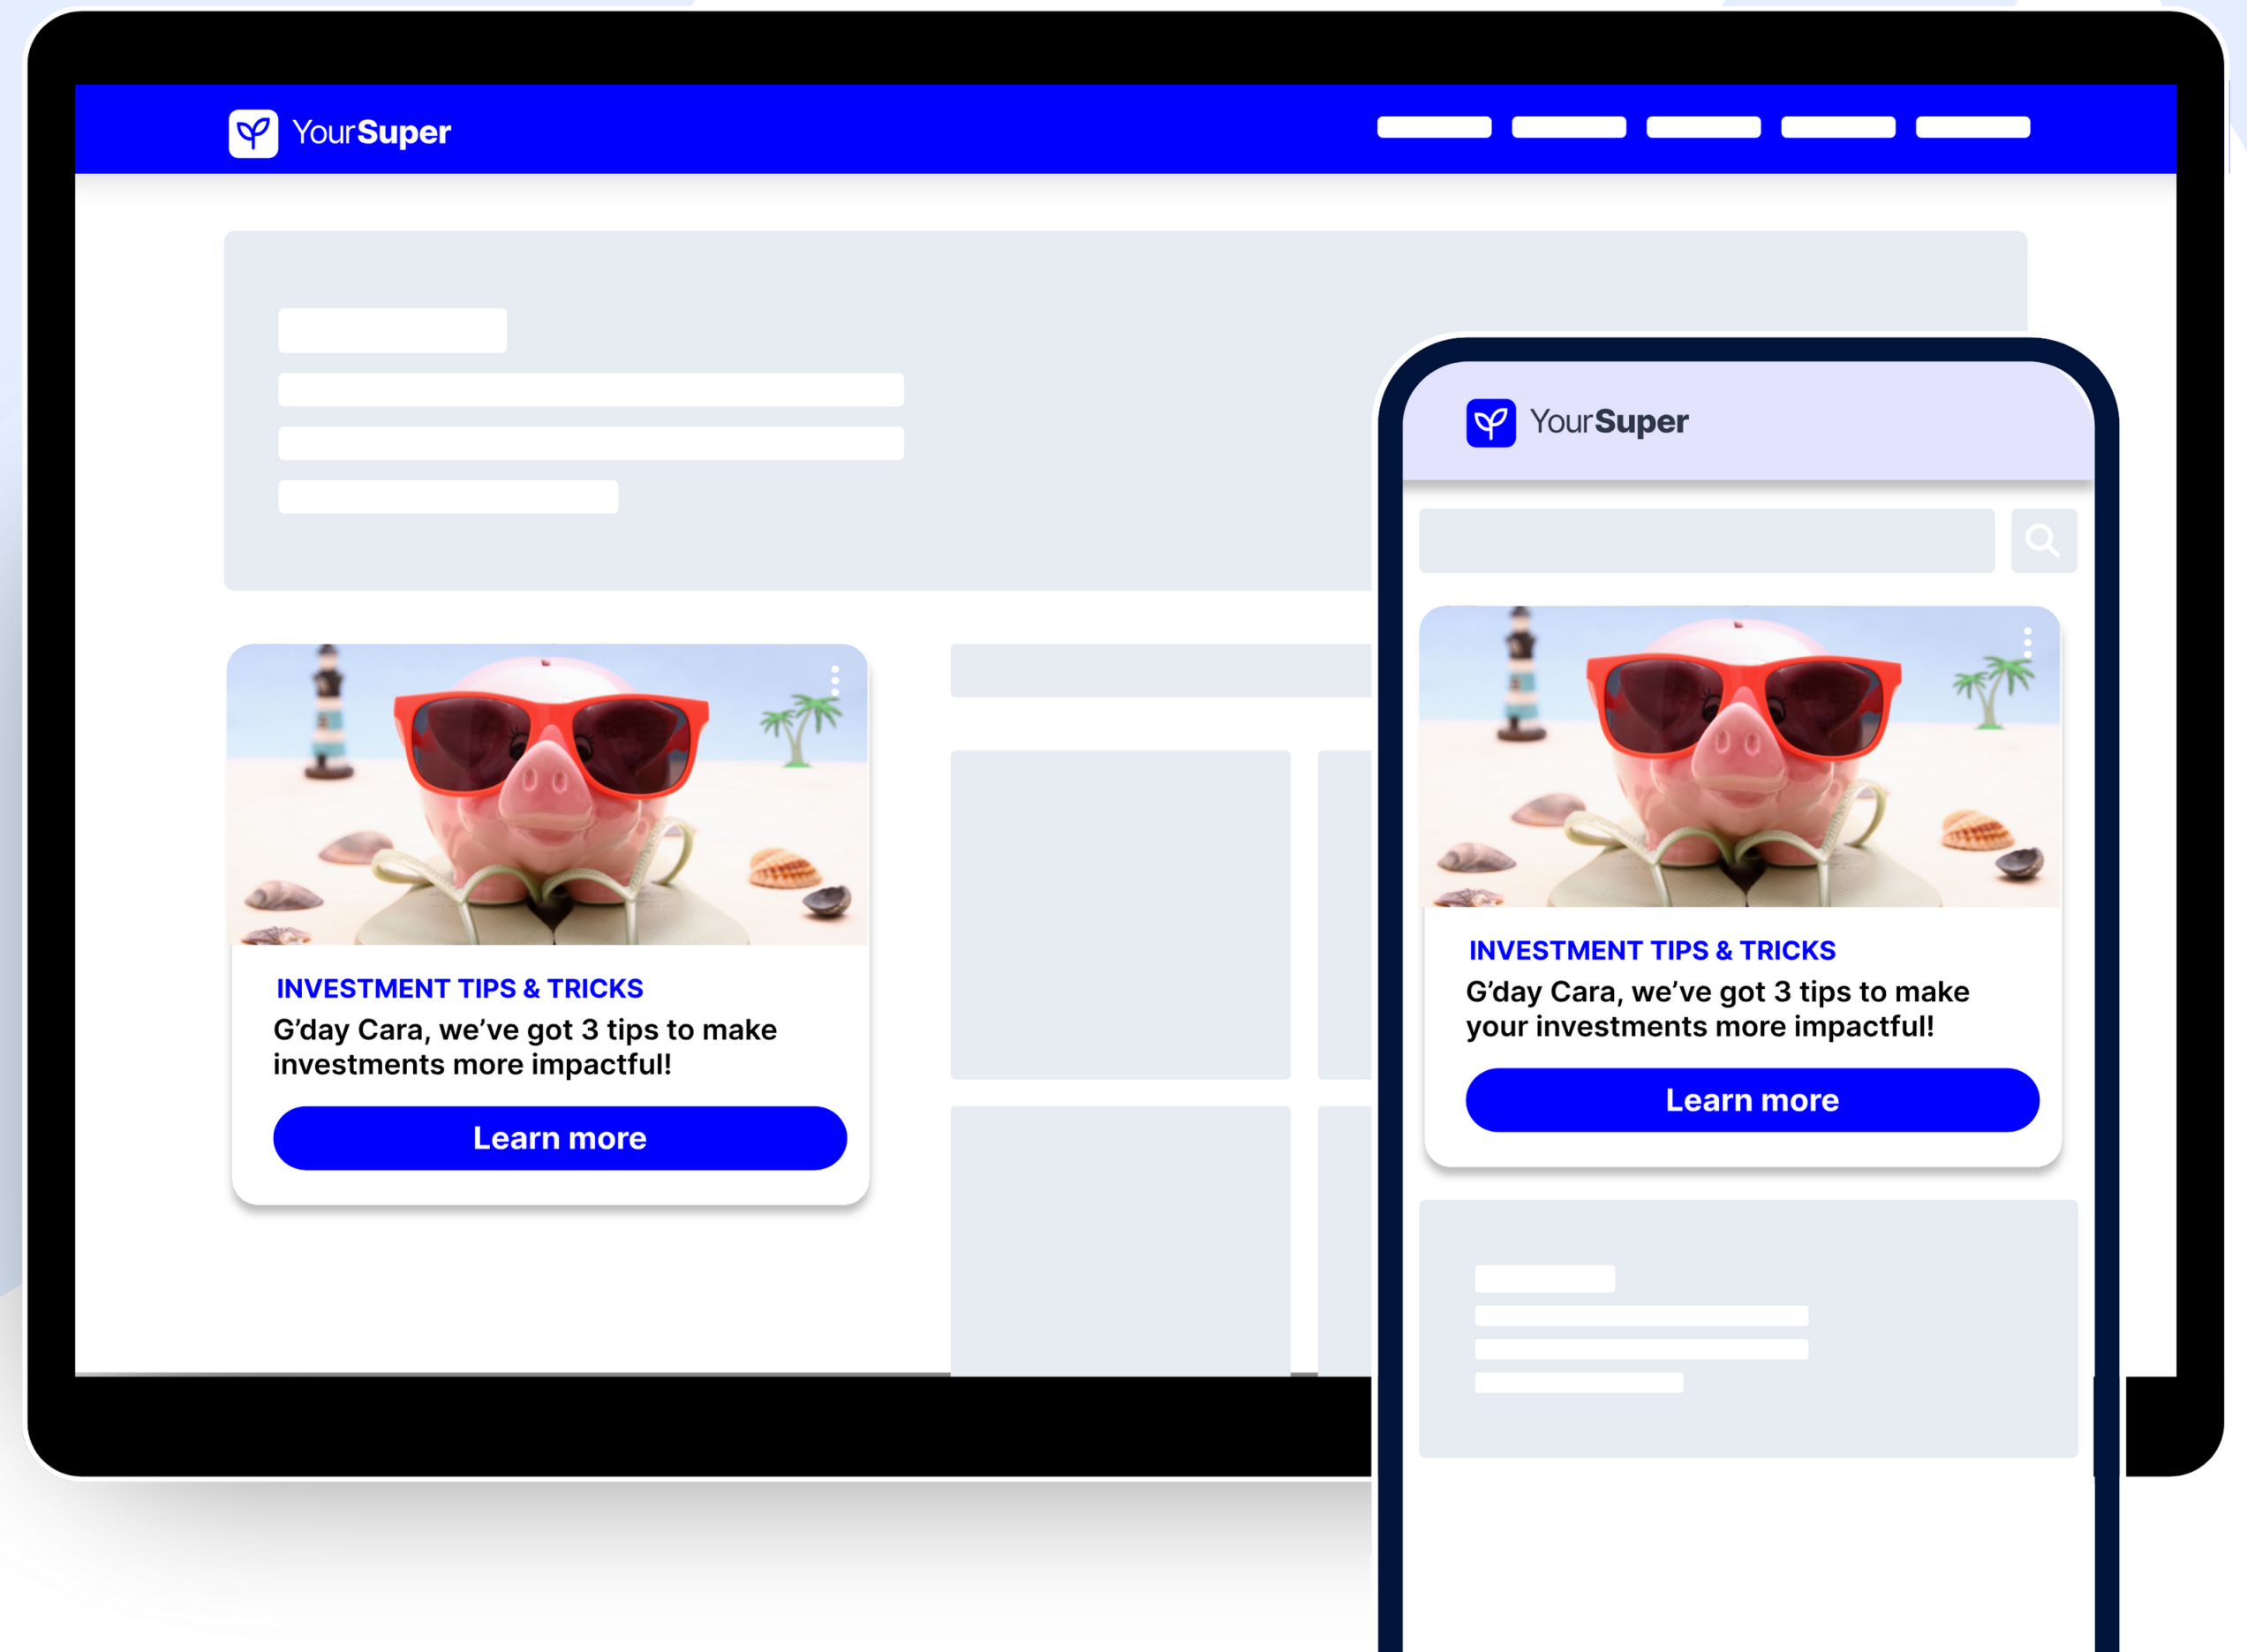 YourSuper
INVESTMENT TIPS & TRICKS
G’day Cara, we’ve got 3 tips to make
investments more impactful!
Learn more
YourSuper
INVESTMENT TIPS & TRICKS
G’day Cara, we’ve got 3 tips to make
your investments more impactful!
Learn more